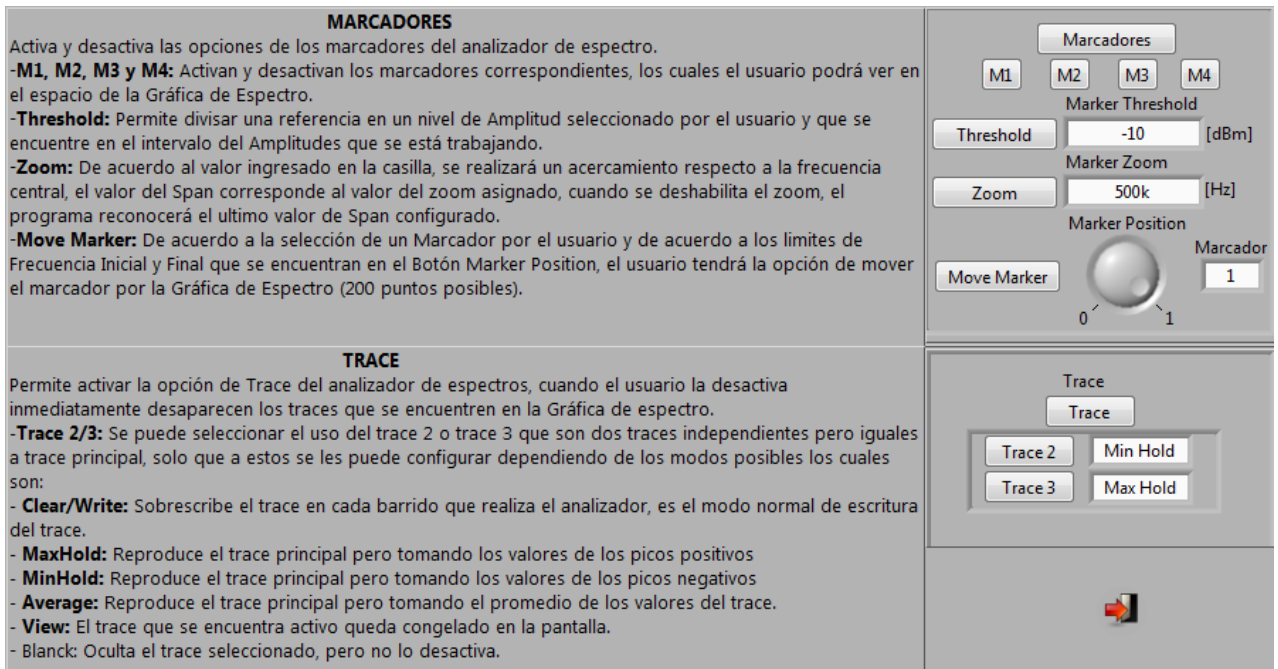 MARCADORES
Activa y desactiva las opciones de los marcadores del analizador de espectro.
-M1, M2, M3 y M4: Activan y desactivan los marcadores correspondientes, los cuales el usuario podrá ver en
el espacio de la Gráfica de Espectro.
-Threshold: Permite divisar una referencia en un nivel de Amplitud seleccionado por el usuario y que se
encuentre en el intervalo del Amplitudes que se está trabajando.
-Zoom: De acuerdo al valor ingresado en la casilla, se realizará un acercamiento respecto a la frecuencia
central, el valor del Span corresponde al valor del zoom asignado, cuando se deshabilita el zoom, el
programa reconocerá el ultimo valor de Span configurado.
-Move Marker: De acuerdo a la selección de un Marcador por el usuario y de acuerdo a los limites de
Frecuencia Inicial y Final que se encuentran en el Botón Marker Position, el usuario tendrá la opción de mover
el marcador por la Gráfica de Espectro (200 puntos posibles).
Marcadores
M1 M2 M3 M4
Marker Threshold
Threshold -10 [dBm]
Marker Zoom
Zoom 500k [Hz]
Marker Position
Marcador
Move Marker 1
0 1
TRACE
Permite activar la opción de Trace del analizador de espectros, cuando el usuario la desactiva
inmediatamente desaparecen los traces que se encuentren en la Gráfica de espectro.
-Trace 2/3: Se puede seleccionar el uso del trace 2 o trace 3 que son dos traces independientes pero iguales
a trace principal, solo que a estos se les puede configurar dependiendo de los modos posibles los cuales
son:
- Clear/Write: Sobrescribe el trace en cada barrido que realiza el analizador, es el modo normal de escritura
del trace.
- MaxHold: Reproduce el trace principal pero tomando los valores de los picos positivos
- MinHold: Reproduce el trace principal pero tomando los valores de los picos negativos
- Average: Reproduce el trace principal pero tomando el promedio de los valores del trace.
- View: El trace que se encuentra activo queda congelado en la pantalla.
- Blanck: Oculta el trace seleccionado, pero no lo desactiva.
Trace
Trace
Trace 2 Min Hold
Trace 3 Max Hold